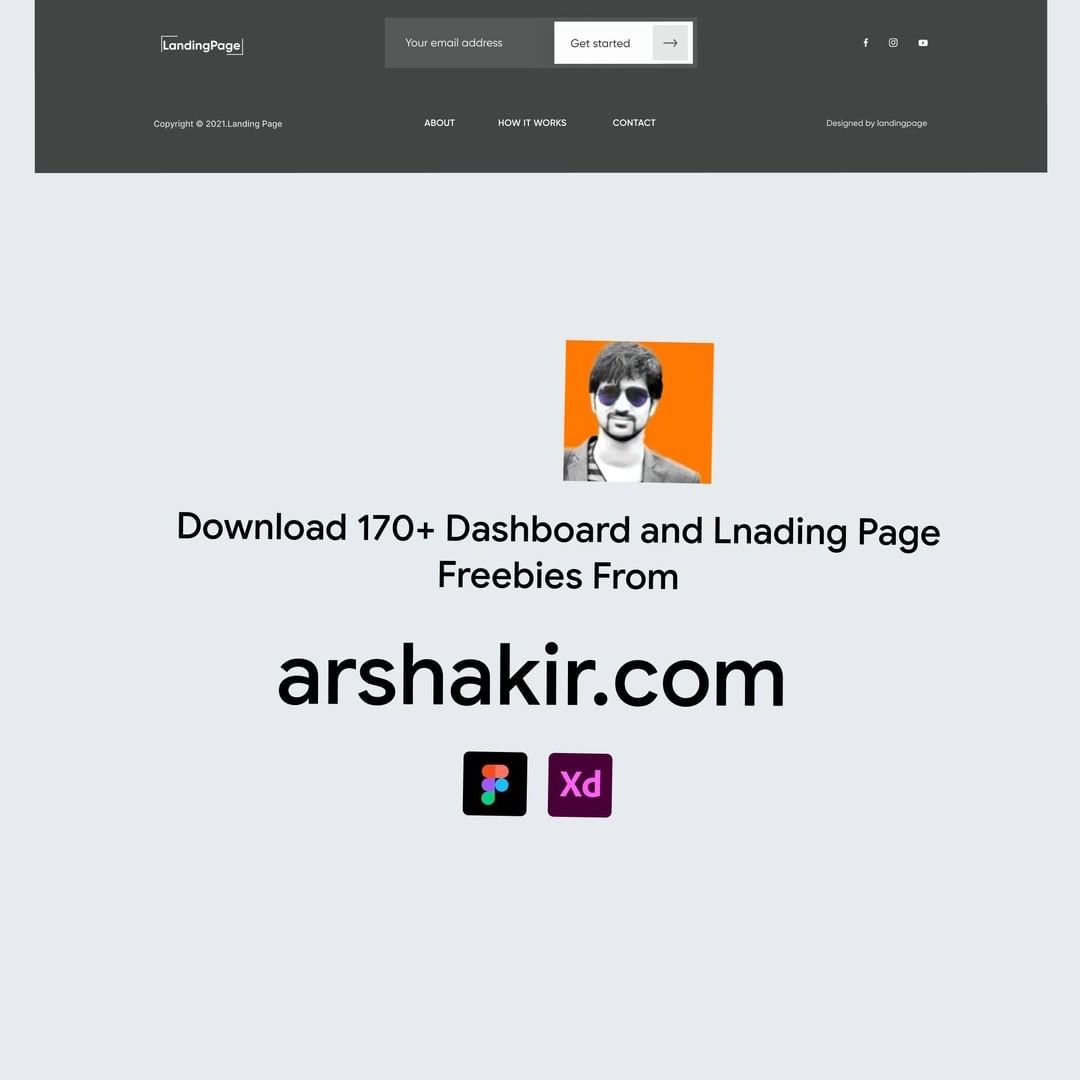 LandingPage
Your email address
Get started
Copyright © 2021.Landing Page
ABOUT
HOW IT WORKS
CONTACT
Designed by landingpage
Download 170+ Dashboard and Lnading Page
Freebies From
arshakir.com
Xd